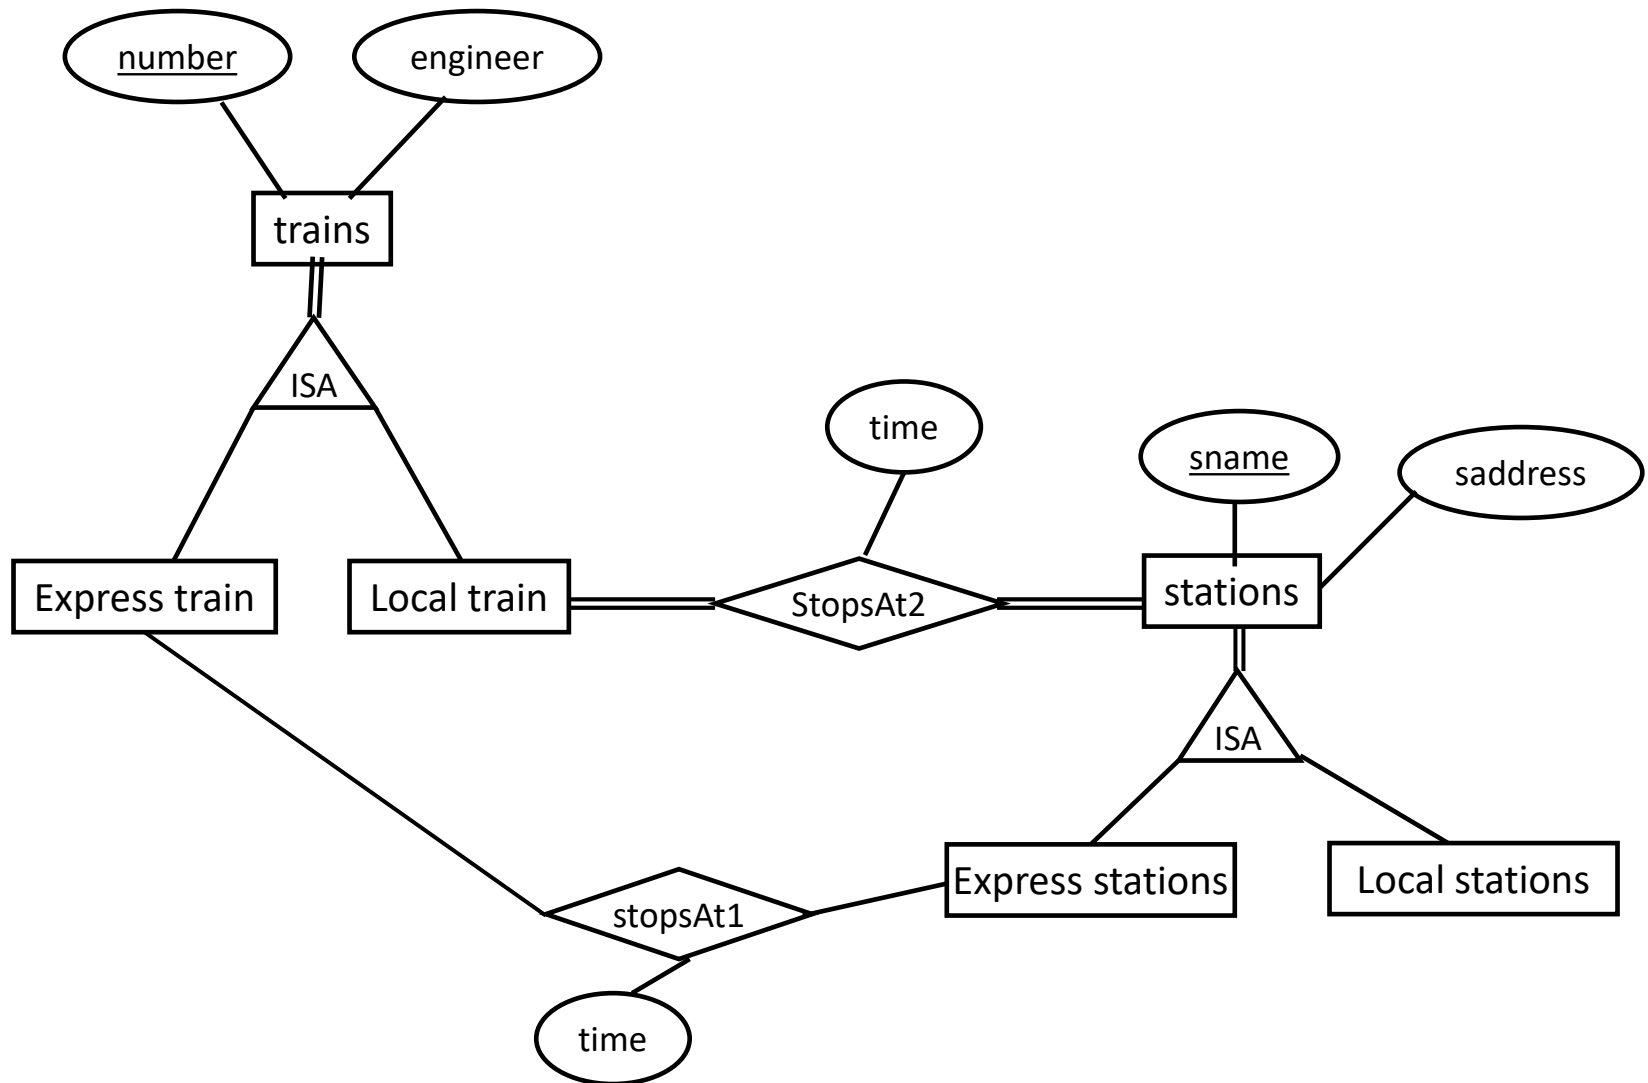 number
engineer
trains
ISA
time
sname
saddress
Express train
Local train
StopsAt2
stations
ISA
Express stations
Local stations
stopsAt1
time